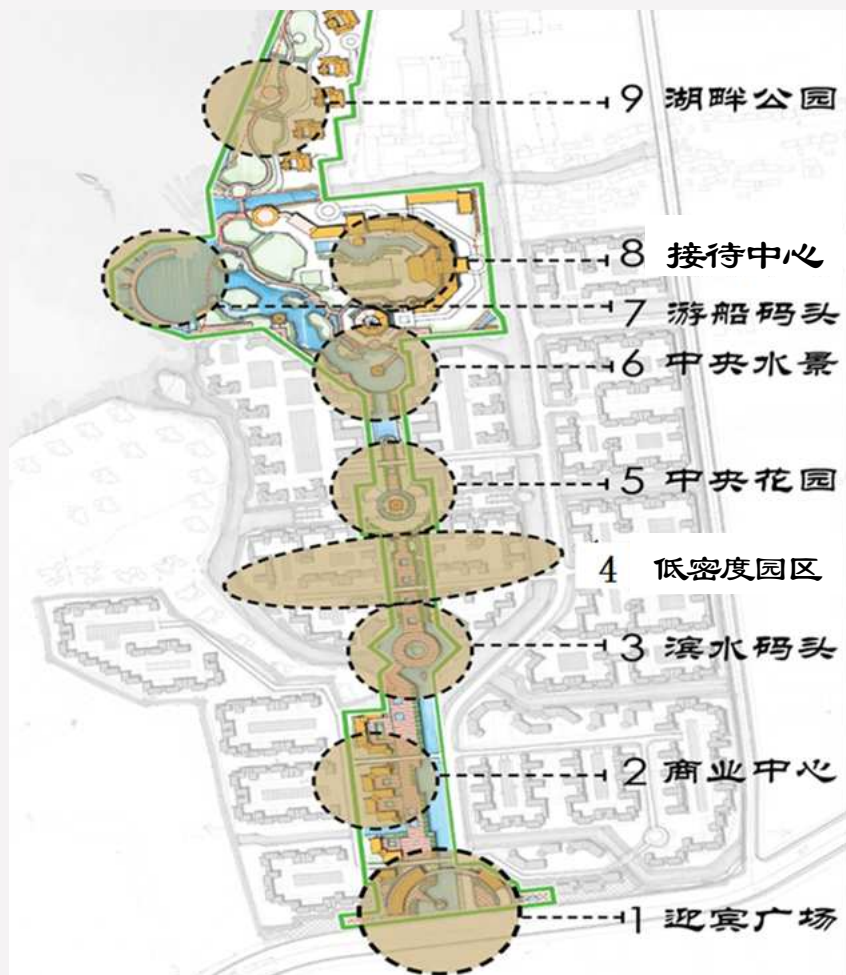 9 湖畔公园
8 接待中心
7 游船码头
6 中央水景
5 中央花园
4 低密度园区
3 滨水码头
2 商业中心
1 迎宾广场